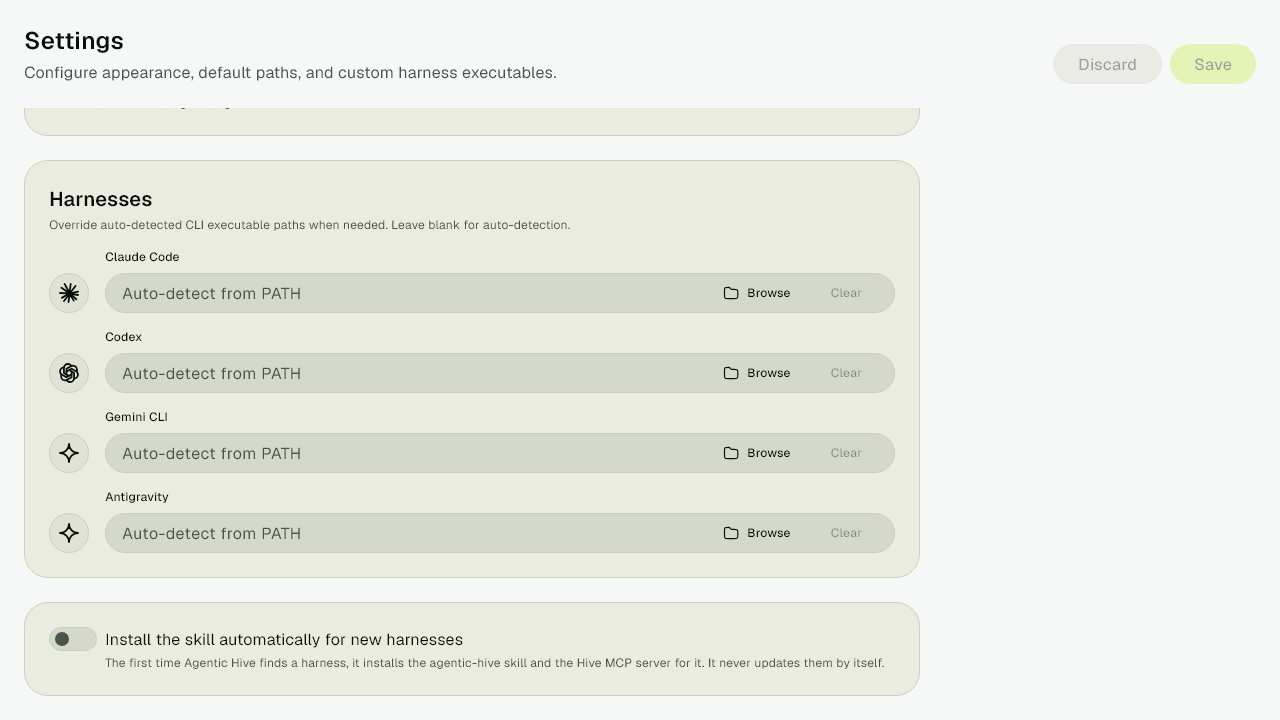 Settings
Configure appearance, default paths, and custom harness executables.
Discard
Save
Harnesses
Override auto-detected CLI executable paths when needed. Leave blank for auto-detection.
Claude Code
Auto-detect from PATH
Browse
Clear
Codex
Auto-detect from PATH
Browse
Clear
Gemini CLI
Auto-detect from PATH
Browse
Clear
Antigravity
Auto-detect from PATH
Browse
Clear
Install the skill automatically for new harnesses
The first time Agentic Hive finds a harness, it installs the agentic-hive skill and the Hive MCP server for it. It never updates them by itself.